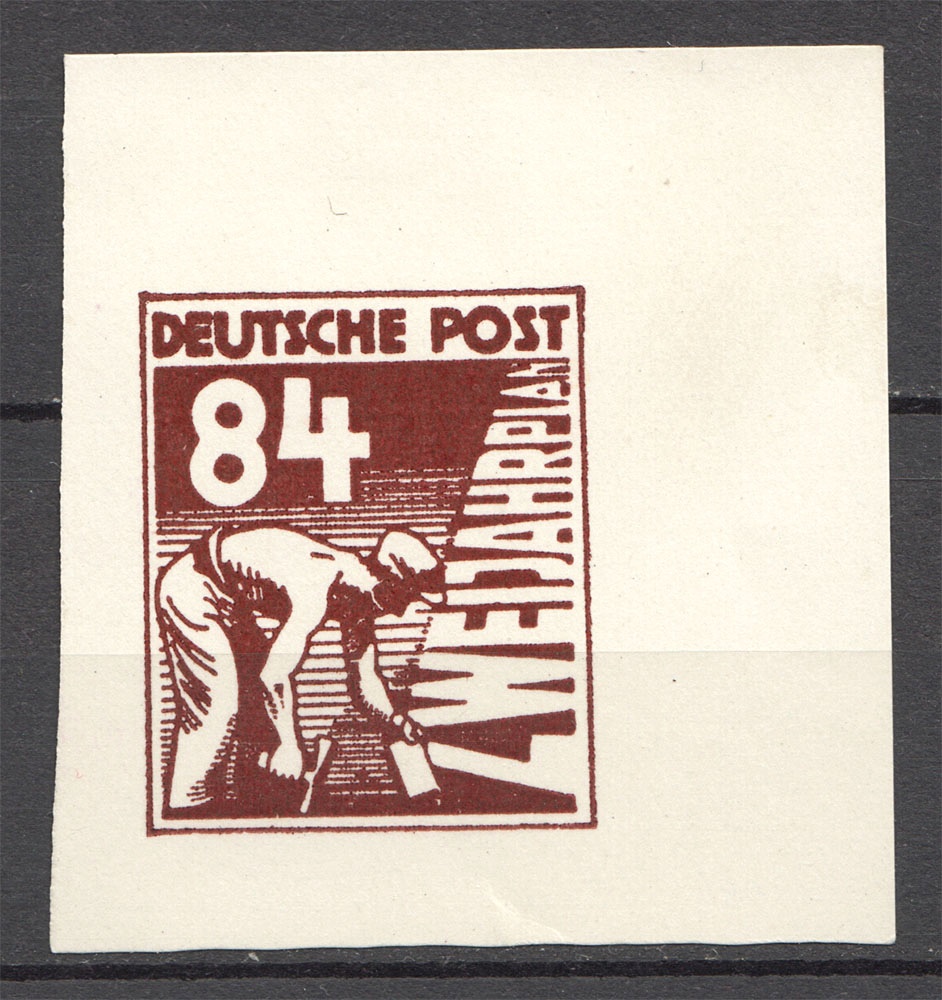 DEUTSCHE POST
84
ZWEIJAHRPLAN